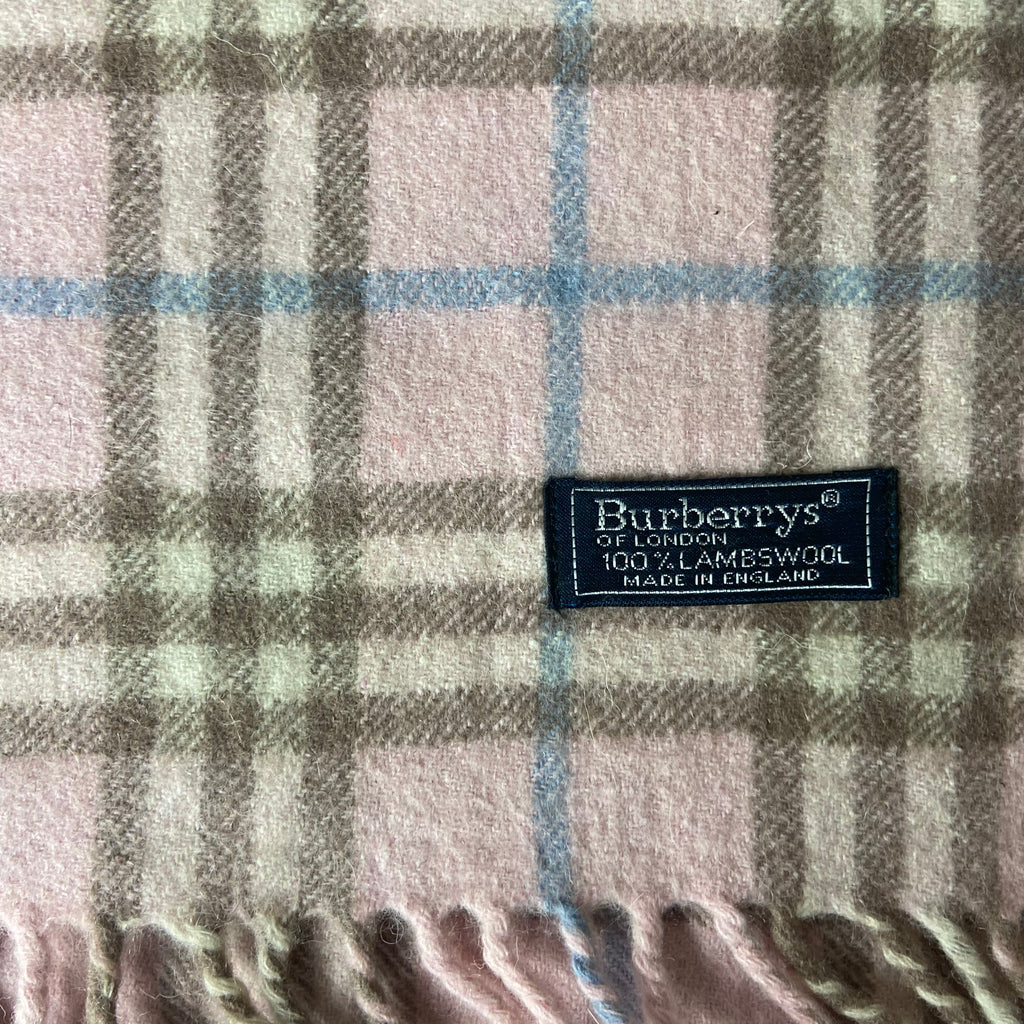 Burberrys®
OF LONDON
100% LAMBSWOOL
MADE IN ENGLAND